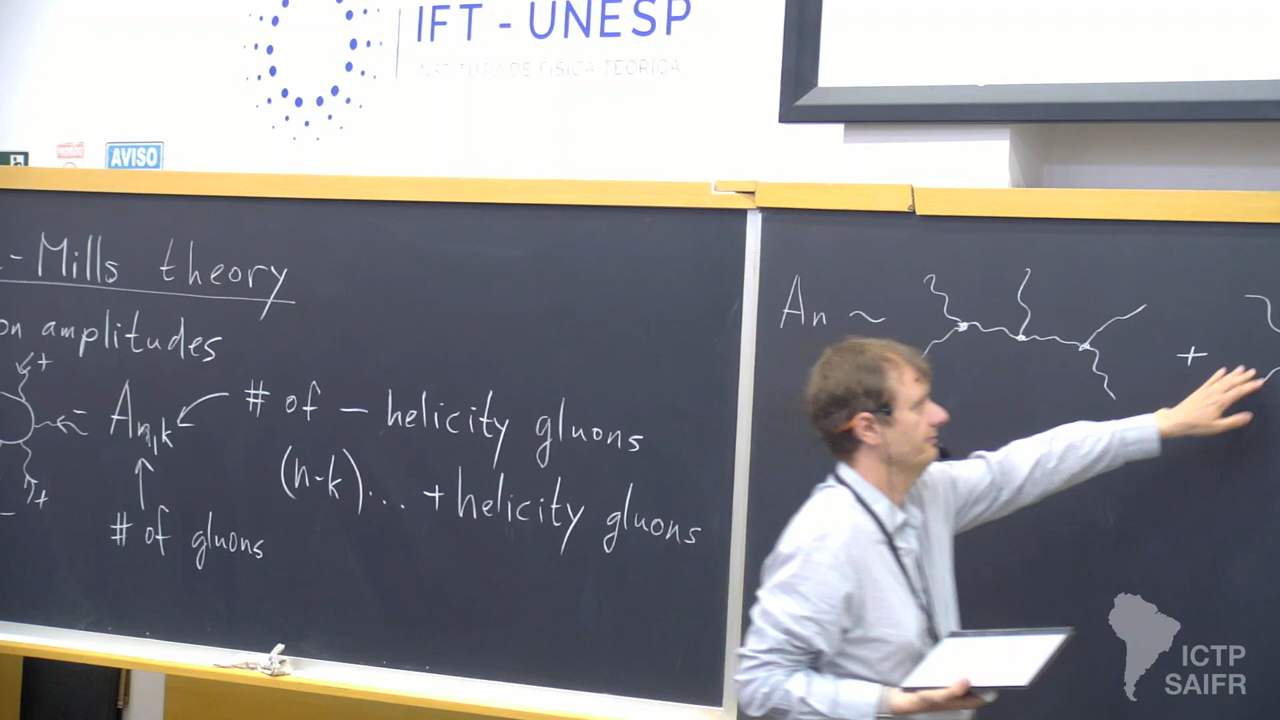 IFT - UNESP
INSTITUTO DE FÍSICA TEÓRICA
AVISO
-Mills theory
on amplitudes
+
-
An,k
# of - helicity gluons
(n-k)... + helicity gluons
+
-
# of gluons
An ~
+
ICTP
SAIFR